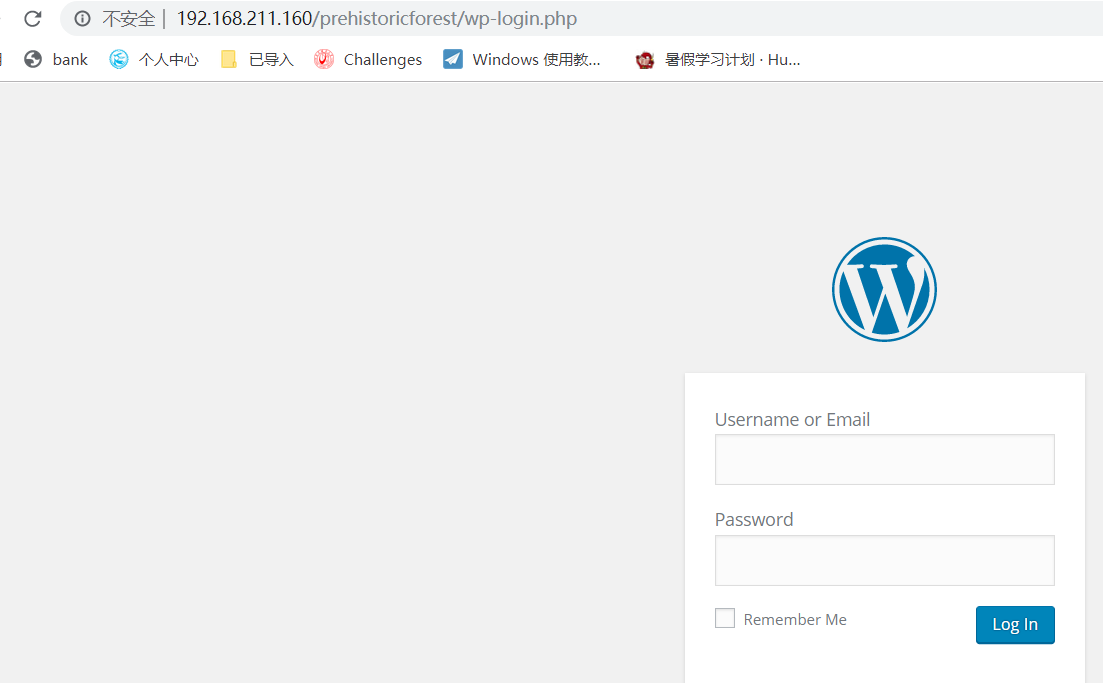 不安全 | 192.168.211.160/prehistoricforest/wp-login.php
bank 个人中心 已导入 Challenges Windows 使用教... 暑假学习计划 · Hu...
Username or Email
Password
Remember Me Log In